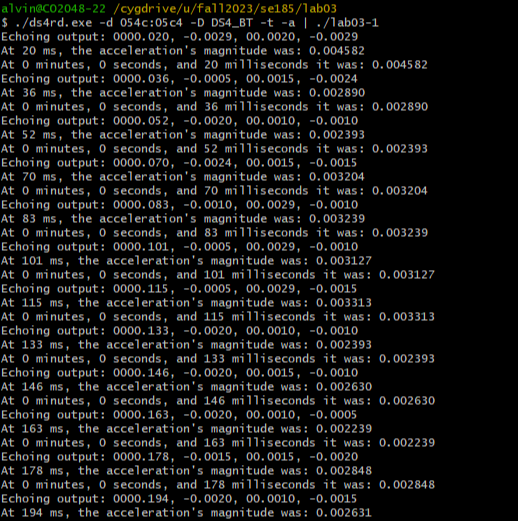 alvin@CO2048-22 /cygdrive/u/fall2023/se185/lab03
$ ./ds4rd.exe -d 054c:05c4 -D DS4_BT -t -a | ./lab03-1
Echoing output: 0000.020, -0.0029, 00.0020, -0.0029
At 20 ms, the acceleration's magnitude was: 0.004582
At 0 minutes, 0 seconds, and 20 milliseconds it was: 0.004582
Echoing output: 0000.036, -0.0005, 00.0015, -0.0024
At 36 ms, the acceleration's magnitude was: 0.002890
At 0 minutes, 0 seconds, and 36 milliseconds it was: 0.002890
Echoing output: 0000.052, -0.0020, 00.0010, -0.0010
At 52 ms, the acceleration's magnitude was: 0.002393
At 0 minutes, 0 seconds, and 52 milliseconds it was: 0.002393
Echoing output: 0000.070, -0.0024, 00.0015, -0.0015
At 70 ms, the acceleration's magnitude was: 0.003204
At 0 minutes, 0 seconds, and 70 milliseconds it was: 0.003204
Echoing output: 0000.083, -0.0010, 00.0029, -0.0010
At 83 ms, the acceleration's magnitude was: 0.003239
At 0 minutes, 0 seconds, and 83 milliseconds it was: 0.003239
Echoing output: 0000.101, -0.0005, 00.0029, -0.0010
At 101 ms, the acceleration's magnitude was: 0.003127
At 0 minutes, 0 seconds, and 101 milliseconds it was: 0.003127
Echoing output: 0000.115, -0.0005, 00.0029, -0.0015
At 115 ms, the acceleration's magnitude was: 0.003313
At 0 minutes, 0 seconds, and 115 milliseconds it was: 0.003313
Echoing output: 0000.133, -0.0020, 00.0010, -0.0010
At 133 ms, the acceleration's magnitude was: 0.002393
At 0 minutes, 0 seconds, and 133 milliseconds it was: 0.002393
Echoing output: 0000.146, -0.0020, 00.0015, -0.0010
At 146 ms, the acceleration's magnitude was: 0.002630
At 0 minutes, 0 seconds, and 146 milliseconds it was: 0.002630
Echoing output: 0000.163, -0.0020, 00.0010, -0.0005
At 163 ms, the acceleration's magnitude was: 0.002239
At 0 minutes, 0 seconds, and 163 milliseconds it was: 0.002239
Echoing output: 0000.178, -0.0015, 00.0015, -0.0020
At 178 ms, the acceleration's magnitude was: 0.002848
At 0 minutes, 0 seconds, and 178 milliseconds it was: 0.002848
Echoing output: 0000.194, -0.0020, 00.0010, -0.0015
At 194 ms, the acceleration's magnitude was: 0.002631